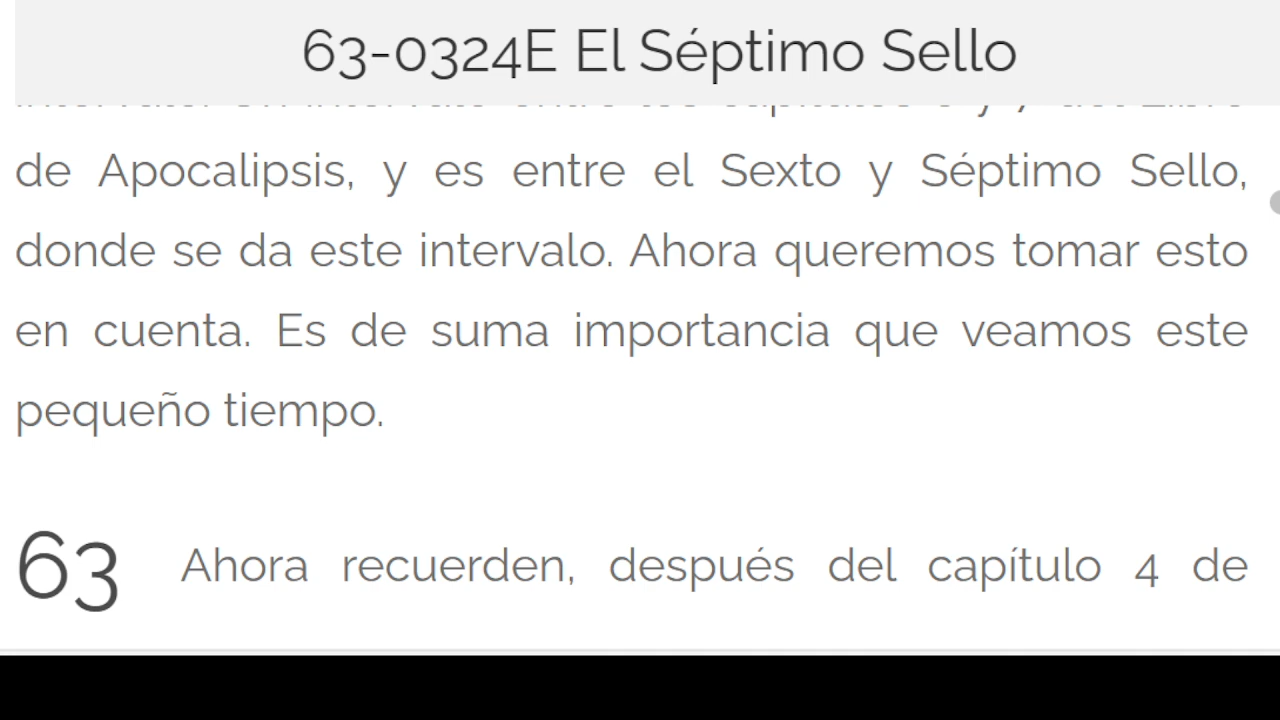 63-0324E El Séptimo Sello
de Apocalipsis, y es entre el Sexto y Séptimo Sello,
donde se da este intervalo. Ahora queremos tomar esto
en cuenta. Es de suma importancia que veamos este
pequeño tiempo.
63 Ahora recuerden, después del capítulo 4 de